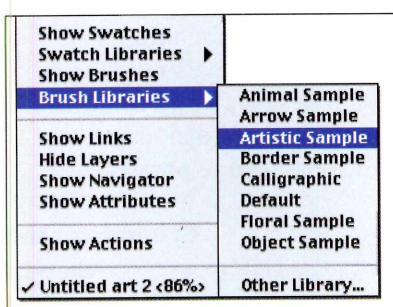 Show Swatches
Swatch Libraries ▶
Show Brushes
Brush Libraries ▶
Show Links
Hide Layers
Show Navigator
Show Attributes
Show Actions
✓ Untitled art 2 <86%>
Animal Sample
Arrow Sample
Artistic Sample
Border Sample
Calligraphic
Default
Floral Sample
Object Sample
Other Library...